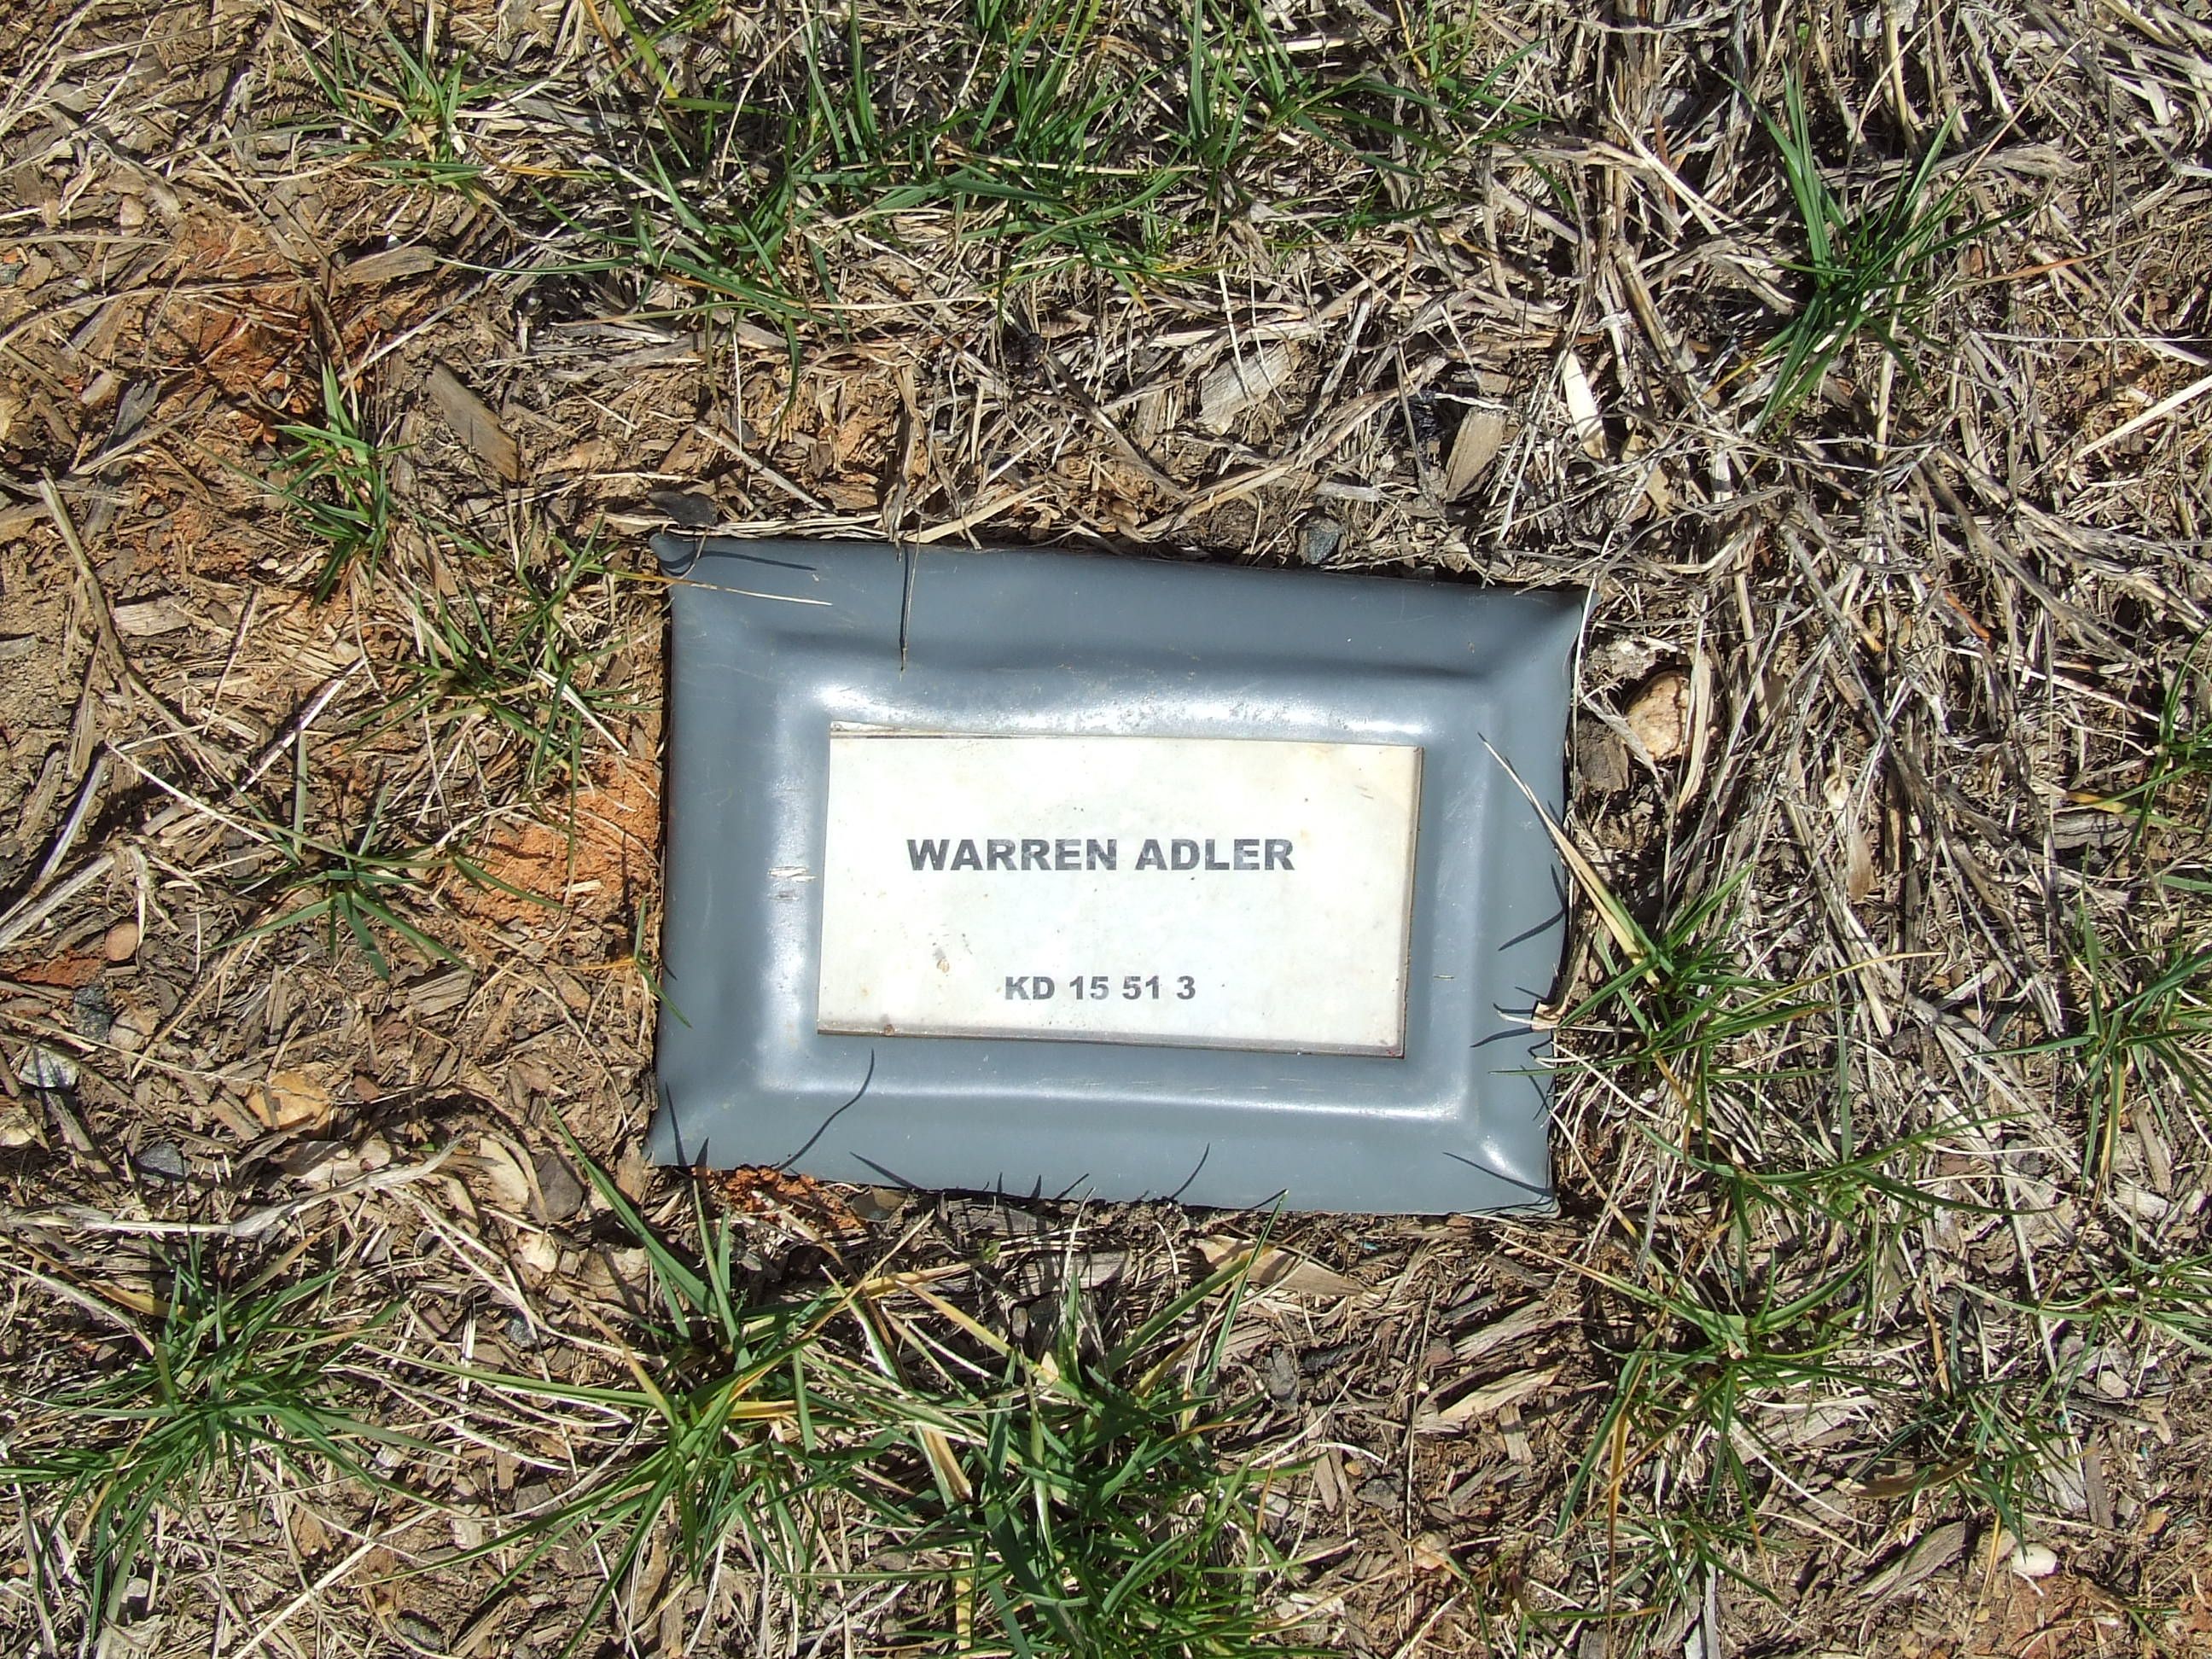 WARREN ADLER
KD 15 51 3